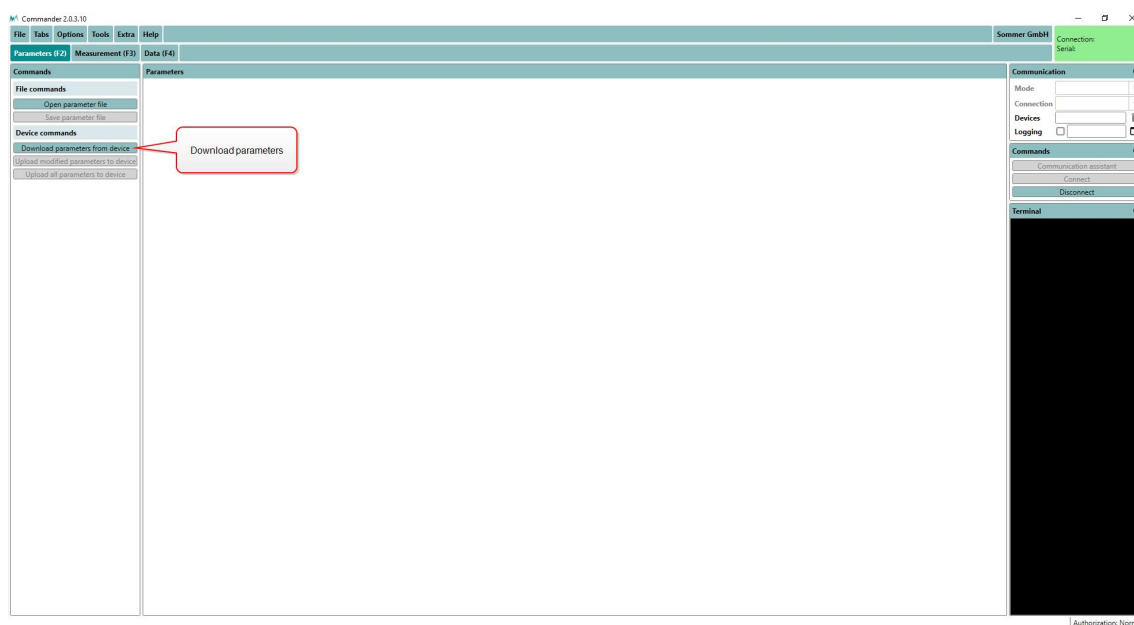 Commander 2.0.3.10
File Tabs Options Tools Extra Help
Sommer GmbH
Connection:
Serial:
Parameters (F2) Measurement (F3) Data (F4)
Commands
File commands
Open parameter file
Save parameter file
Device commands
Download parameters from device
Upload modified parameters to device
Upload all parameters to device
Parameters
Download parameters
Communication
Mode
Connection
Devices
Logging
Commands
Communication assistant
Connect
Disconnect
Terminal
Authorization: Norm